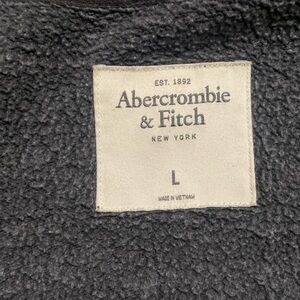 EST. 1892
Abercrombie
& Fitch
NEW YORK
L
MADE IN VIETNAM